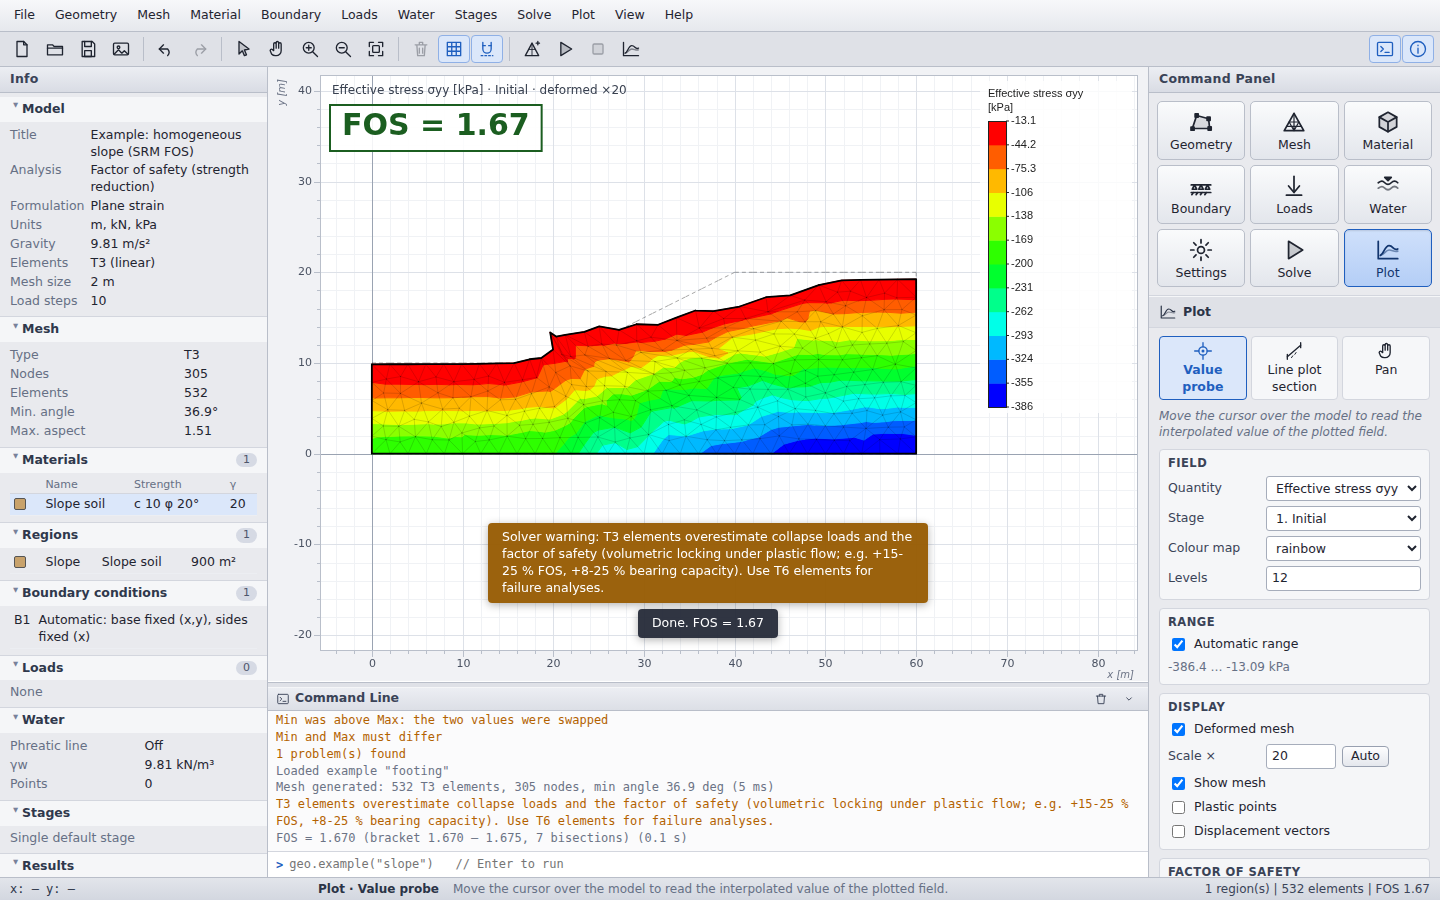 File Geometry Mesh Material Boundary Loads Water Stages Solve Plot View Help
Info
Model
Title Example: homogeneous slope (SRM FOS)
Analysis Factor of safety (strength reduction)
Formulation Plane strain
Units m, kN, kPa
Gravity 9.81 m/s²
Elements T3 (linear)
Mesh size 2 m
Load steps 10
Mesh
Type T3
Nodes 305
Elements 532
Min. angle 36.9°
Max. aspect 1.51
Materials 1
Name Strength γ
Slope soil c 10 φ 20° 20
Regions 1
Slope Slope soil 900 m²
Boundary conditions 1
B1 Automatic: base fixed (x,y), sides fixed (x)
Loads 0
None
Water
Phreatic line Off
γw 9.81 kN/m³
Points 0
Stages
Single default stage
Results
y [m]
40
30
20
10
0
-10
-20
0 10 20 30 40 50 60 70 80
x [m]
Effective stress σyy [kPa] · Initial · deformed ×20
FOS = 1.67
Effective stress σyy
[kPa]
-13.1
-44.2
-75.3
-106
-138
-169
-200
-231
-262
-293
-324
-355
-386
Solver warning: T3 elements overestimate collapse loads and the
factor of safety (volumetric locking under plastic flow; e.g. +15-
25 % FOS, +8-25 % bearing capacity). Use T6 elements for
failure analyses.
Done. FOS = 1.67
Command Line
Min was above Max: the two values were swapped
Min and Max must differ
1 problem(s) found
Loaded example "footing"
Mesh generated: 532 T3 elements, 305 nodes, min angle 36.9 deg (5 ms)
T3 elements overestimate collapse loads and the factor of safety (volumetric locking under plastic flow; e.g. +15-25 %
FOS, +8-25 % bearing capacity). Use T6 elements for failure analyses.
FOS = 1.670 (bracket 1.670 – 1.675, 7 bisections) (0.1 s)
> geo.example("slope") // Enter to run
Command Panel
Geometry Mesh Material
Boundary Loads Water
Settings Solve Plot
Plot
Value probe
Line plot section
Pan
Move the cursor over the model to read the
interpolated value of the plotted field.
FIELD
Quantity Effective stress σyy
Stage 1. Initial
Colour map rainbow
Levels 12
RANGE
Automatic range
-386.4 … -13.09 kPa
DISPLAY
Deformed mesh
Scale × 20 Auto
Show mesh
Plastic points
Displacement vectors
FACTOR OF SAFETY
x: — y: —
Plot · Value probe Move the cursor over the model to read the interpolated value of the plotted field.
1 region(s) | 532 elements | FOS 1.67